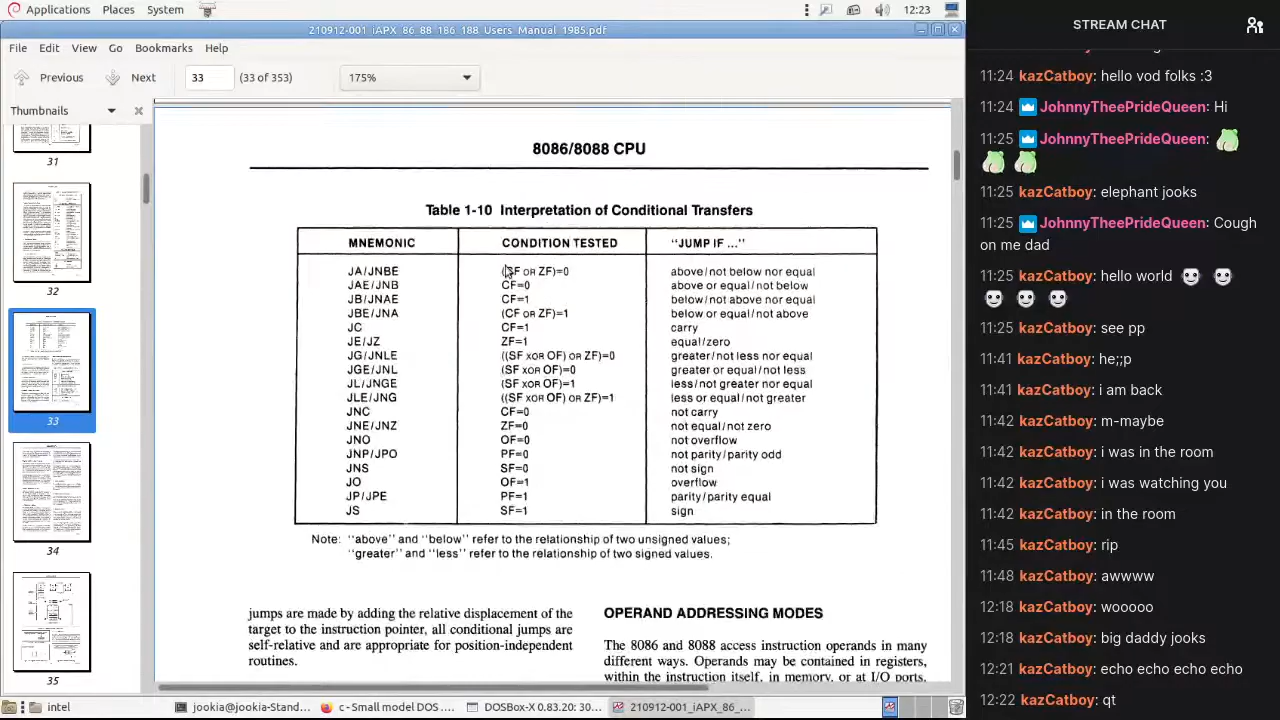 Applications Places System 12:23
210912-001_iAPX_86_88_186_188_Users_Manual_1985.pdf
File Edit View Go Bookmarks Help
Previous Next 33 (33 of 353) 175%
Thumbnails
31
32
33
34
35
8086/8088 CPU
Table 1-10 Interpretation of Conditional Transfers
MNEMONIC CONDITION TESTED "JUMP IF ..."
JA/JNBE OR ZF)=0 above/not below nor equal
JAE/JNB CF=0 above or equal/not below
JB/JNAE CF=1 below/not above nor equal
JBE/JNA (CF OR ZF)=1 below or equal/not above
JC CF=1 carry
JE/JZ ZF=1 equal/zero
JG/JNLE ((SF XOR OF) OR ZF)=0 greater/not less nor equal
JGE/JNL (SF XOR OF)=0 greater or equal/not less
JL/JNGE (SF XOR OF)=1 less/not greater nor equal
JLE/JNG ((SF XOR OF) OR ZF)=1 less or equal/not greater
JNC CF=0 not carry
JNE/JNZ ZF=0 not equal/not zero
JNO OF=0 not overflow
JNP/JPO PF=0 not parity/parity odd
JNS SF=0 not sign
JO OF=1 overflow
JP/JPE PF=1 parity/parity equal
JS SF=1 sign
Note: "above" and "below" refer to the relationship of two unsigned values;
"greater" and "less" refer to the relationship of two signed values.
jumps are made by adding the relative displacement of the
target to the instruction pointer, all conditional jumps are
self-relative and are appropriate for position-independent
routines.
OPERAND ADDRESSING MODES
The 8086 and 8088 access instruction operands in many
different ways. Operands may be contained in registers,
within the instruction itself, in memory, or at I/O ports.
intel jookia@jookia-Stand... c - Small model DOS ... DOSBox-X 0.83.20: 30... 210912-001_iAPX_86_...
STREAM CHAT
11:24 kazCatboy: hello vod folks :3
11:24 JohnnyTheePrideQueen: Hi
11:25 JohnnyTheePrideQueen:
11:25 kazCatboy: elephant jooks
11:25 JohnnyTheePrideQueen: Cough
on me dad
11:25 kazCatboy: hello world
11:25 kazCatboy: see pp
11:41 kazCatboy: he;;p
11:41 kazCatboy: i am back
11:42 kazCatboy: m-maybe
11:42 kazCatboy: i was in the room
11:42 kazCatboy: i was watching you
11:42 kazCatboy: in the room
11:45 kazCatboy: rip
11:48 kazCatboy: awwww
12:18 kazCatboy: wooooo
12:18 kazCatboy: big daddy jooks
12:21 kazCatboy: echo echo echo echo
12:22 kazCatboy: qt